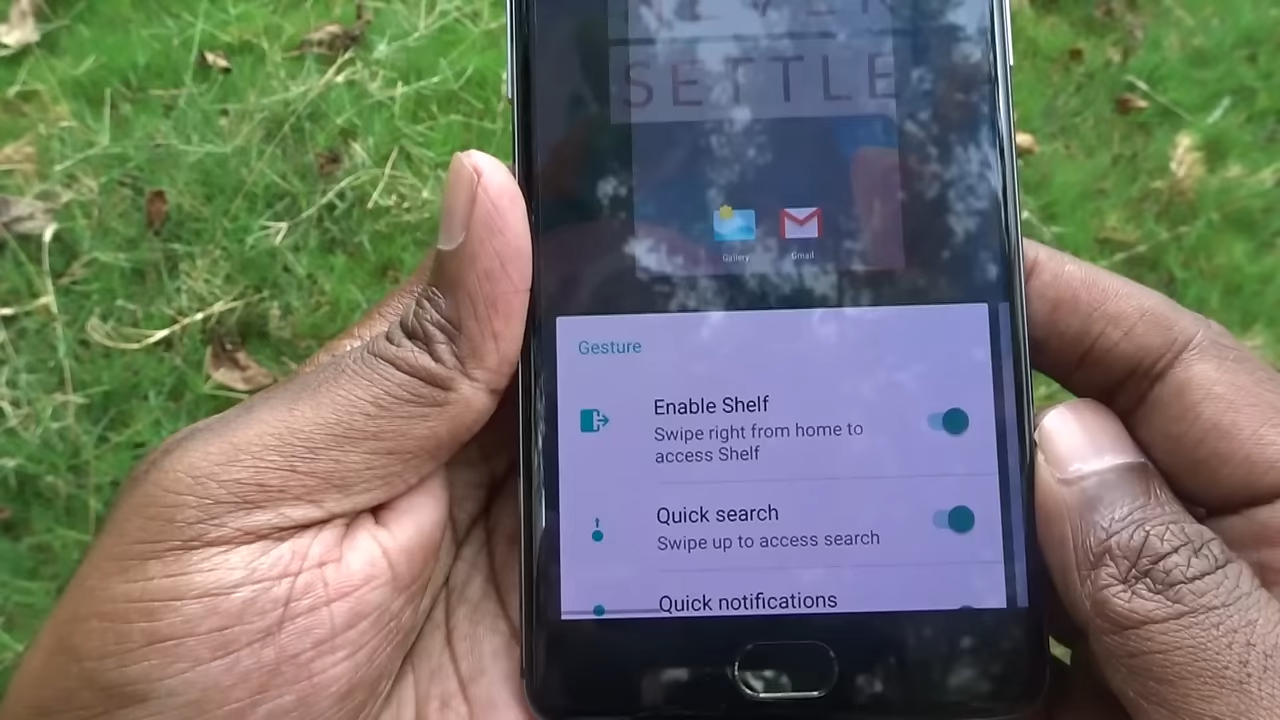 NEVER
SETTLE
Gallery
Gmail
Gesture
Enable Shelf
Swipe right from home to
access Shelf
Quick search
Swipe up to access search
Quick notifications